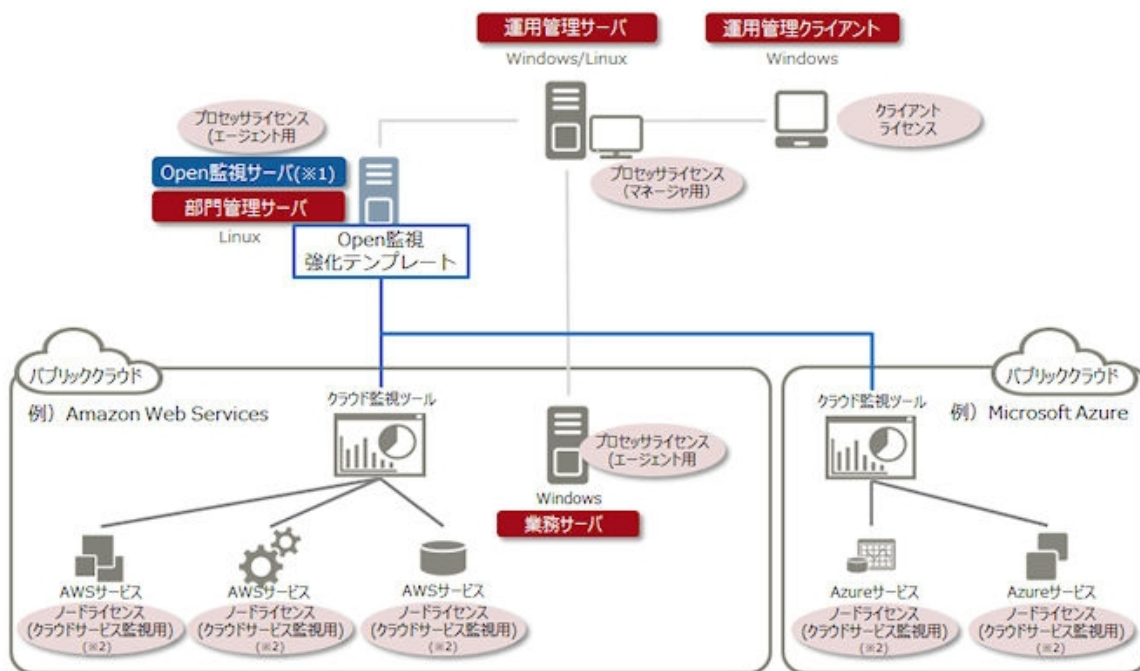 運用管理サーバ
Windows/Linux
運用管理クライアント
Windows
プロセッサライセンス
(エージェント用
クライアント
ライセンス
Open監視サーバ(※1)
部門管理サーバ
Linux
プロセッサライセンス
(マネージャ用)
Open監視
強化テンプレート
パブリッククラウド
例）Amazon Web Services
クラウド監視ツール
プロセッサライセンス
(エージェント用
Windows
業務サーバ
AWSサービス
ノードライセンス
(クラウドサービス監視用)
(※2)
AWSサービス
ノードライセンス
(クラウドサービス監視用)
(※2)
AWSサービス
ノードライセンス
(クラウドサービス監視用)
(※2)
パブリッククラウド
例）Microsoft Azure
クラウド監視ツール
Azureサービス
ノードライセンス
(クラウドサービス監視用)
(※2)
Azureサービス
ノードライセンス
(クラウドサービス監視用)
(※2)